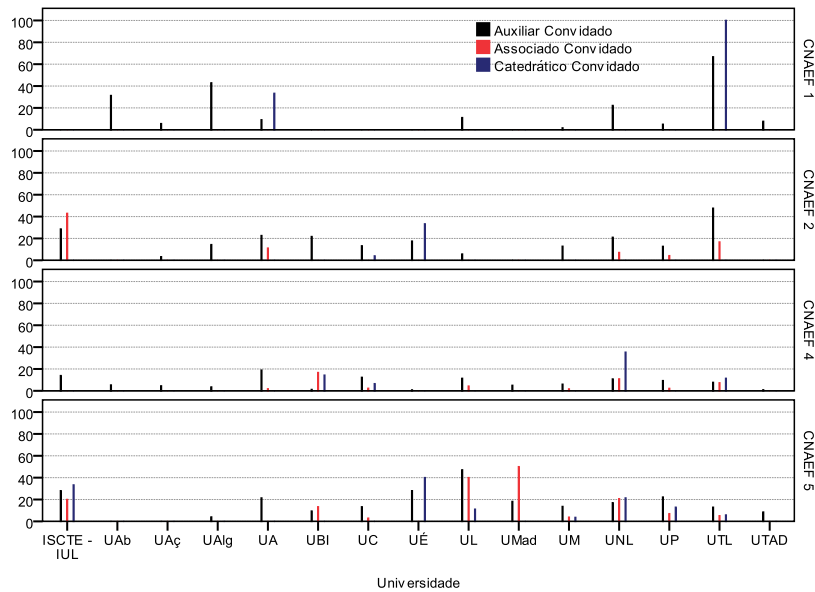 Auxiliar Convidado
Associado Convidado
Catedrático Convidado
100
80
60
40
20
0
CNAEF 1
100
80
60
40
20
0
CNAEF 2
100
80
60
40
20
0
CNAEF 4
100
80
60
40
20
0
CNAEF 5
ISCTE - IUL UAb UAç UAlg UA UBI UC UÉ UL UMad UM UNL UP UTL UTAD
Universidade